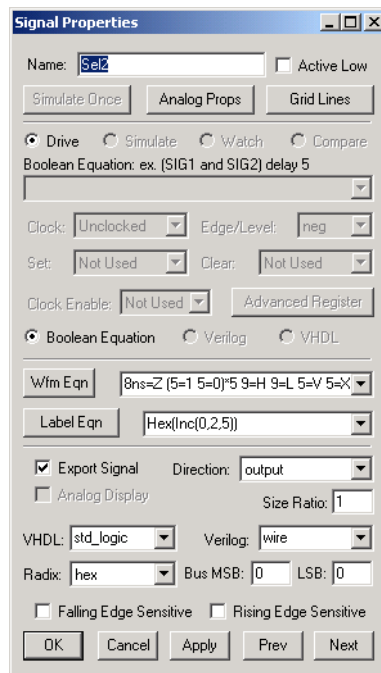 Signal Properties
Name: Sel2 Active Low
Simulate Once Analog Props Grid Lines
Drive Simulate Watch Compare
Boolean Equation: ex. (SIG1 and SIG2) delay 5
Clock: Unclocked Edge/Level: neg
Set: Not Used Clear: Not Used
Clock Enable: Not Used Advanced Register
Boolean Equation Verilog VHDL
Wfm Eqn 8ns=Z (5=1 5=0)*5 9=H 9=L 5=V 5=X
Label Eqn Hex(Inc(0,2,5))
Export Signal Direction: output
Analog Display Size Ratio: 1
VHDL: std_logic Verilog: wire
Radix: hex Bus MSB: 0 LSB: 0
Falling Edge Sensitive Rising Edge Sensitive
OK Cancel Apply Prev Next